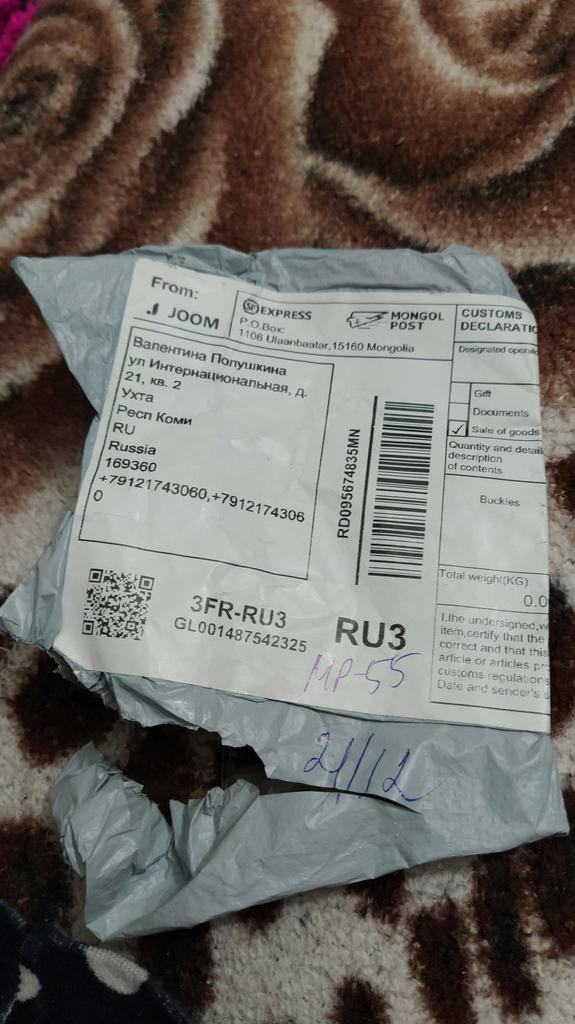 From:
JOOM
SF EXPRESS
MONGOL
POST
P.O.Box:
1106 Ulaanbaatar,15160 Mongolia
Валентина Полушкина
ул Интернациональная, д.
21, кв. 2
Ухта
Респ Коми
RU
Russia
169360
+79121743060,+7912174306
0
RD095674835MN
3FR-RU3
GL001487542325
RU3
МР-55
21/12
CUSTOMS
DECLARATIO
Designated operato
Gift
Documents
Sale of goods
Quantity and detail
description
of contents
Buckles
Total weight(KG)
0.0
I,the undersigned,w
item,certify that the
correct and that this
article or articles pr
customs regulations
Date and sender's s